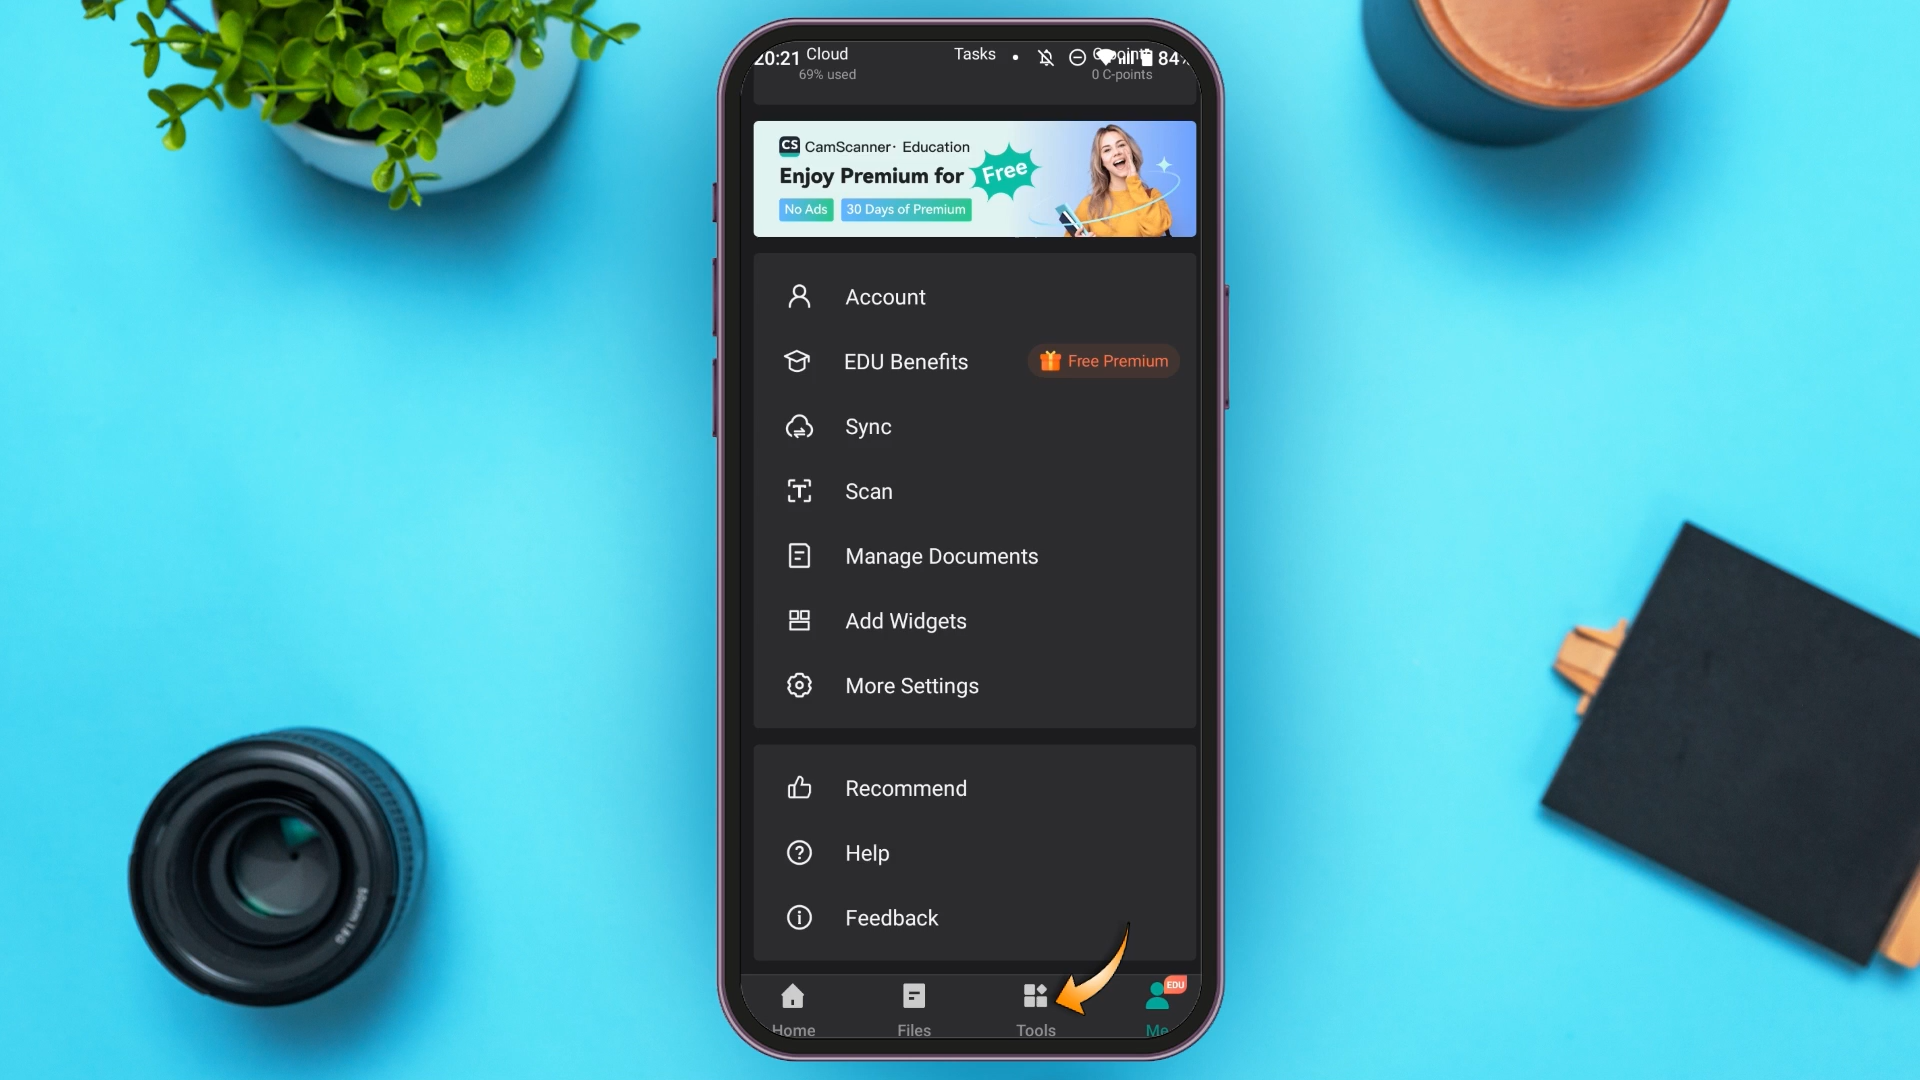 20:21 Cloud Tasks 84
69% used 0 C-points
CS CamScanner· Education
Enjoy Premium for Free
No Ads 30 Days of Premium
Account
EDU Benefits Free Premium
Sync
Scan
Manage Documents
Add Widgets
More Settings
Recommend
Help
Feedback
EDU
Home Files Tools Me